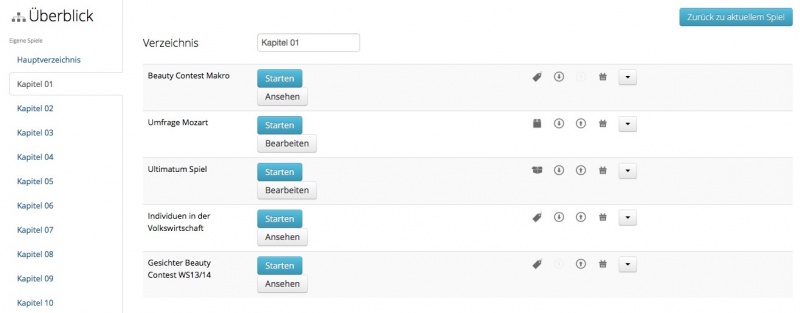 Überblick
Zurück zu aktuellem Spiel
Eigene Spiele
Hauptverzeichnis
Kapitel 01
Kapitel 02
Kapitel 03
Kapitel 04
Kapitel 05
Kapitel 06
Kapitel 07
Kapitel 08
Kapitel 09
Kapitel 10
Verzeichnis
Kapitel 01
Beauty Contest Makro
Starten
Ansehen
Umfrage Mozart
Starten
Bearbeiten
Ultimatum Spiel
Starten
Bearbeiten
Individuen in der
Volkswirtschaft
Starten
Ansehen
Gesichter Beauty
Contest WS13/14
Starten
Ansehen